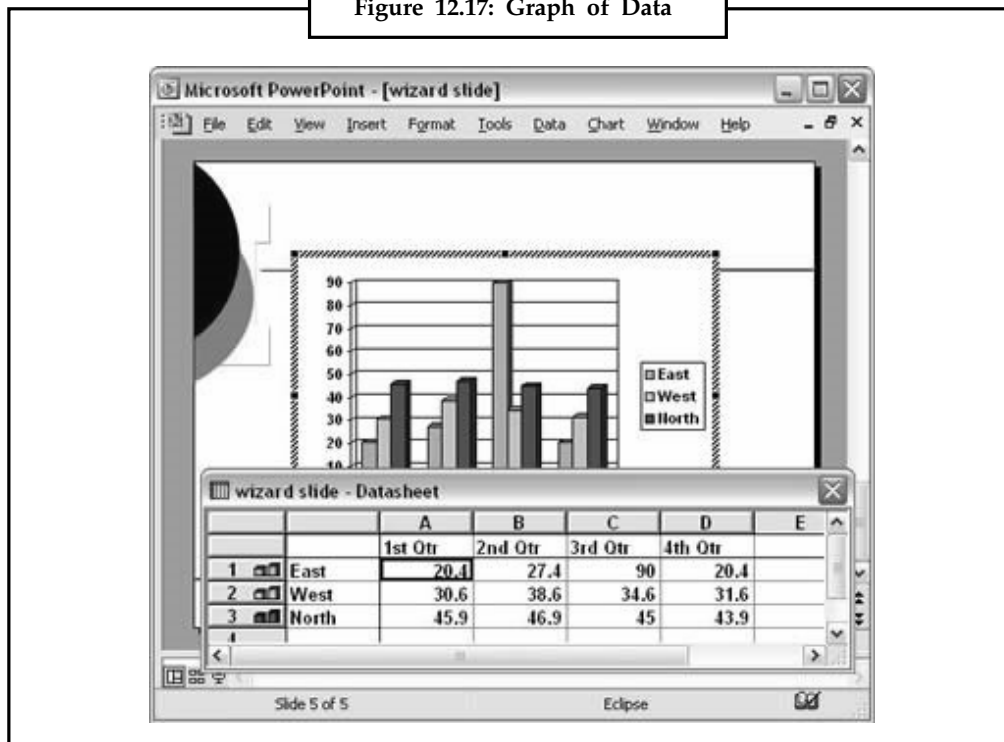 Figure 12.17: Graph of Data
Microsoft PowerPoint - [wizard slide]
File Edit View Insert Format Tools Data Chart Window Help
90
80
70
60
50
40
30
20
10
East
West
North
wizard slide - Datasheet
A B C D E
1st Qtr 2nd Qtr 3rd Qtr 4th Qtr
1 East 20.4 27.4 90 20.4
2 West 30.6 38.6 34.6 31.6
3 North 45.9 46.9 45 43.9
4
Slide 5 of 5 Eclipse